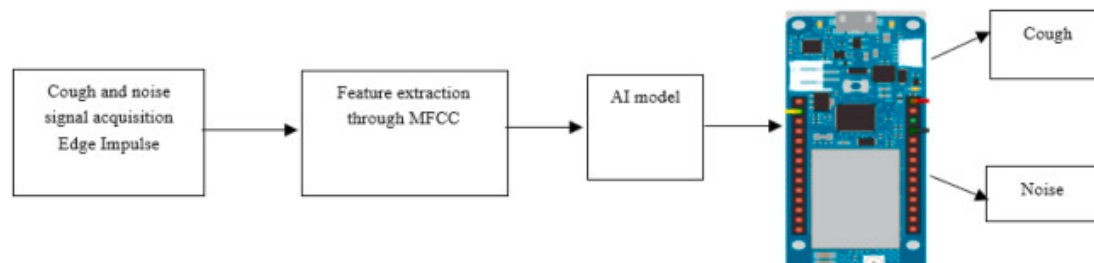 Cough and noise
signal acquisition
Edge Impulse
Feature extraction
through MFCC
AI model
Cough
Noise